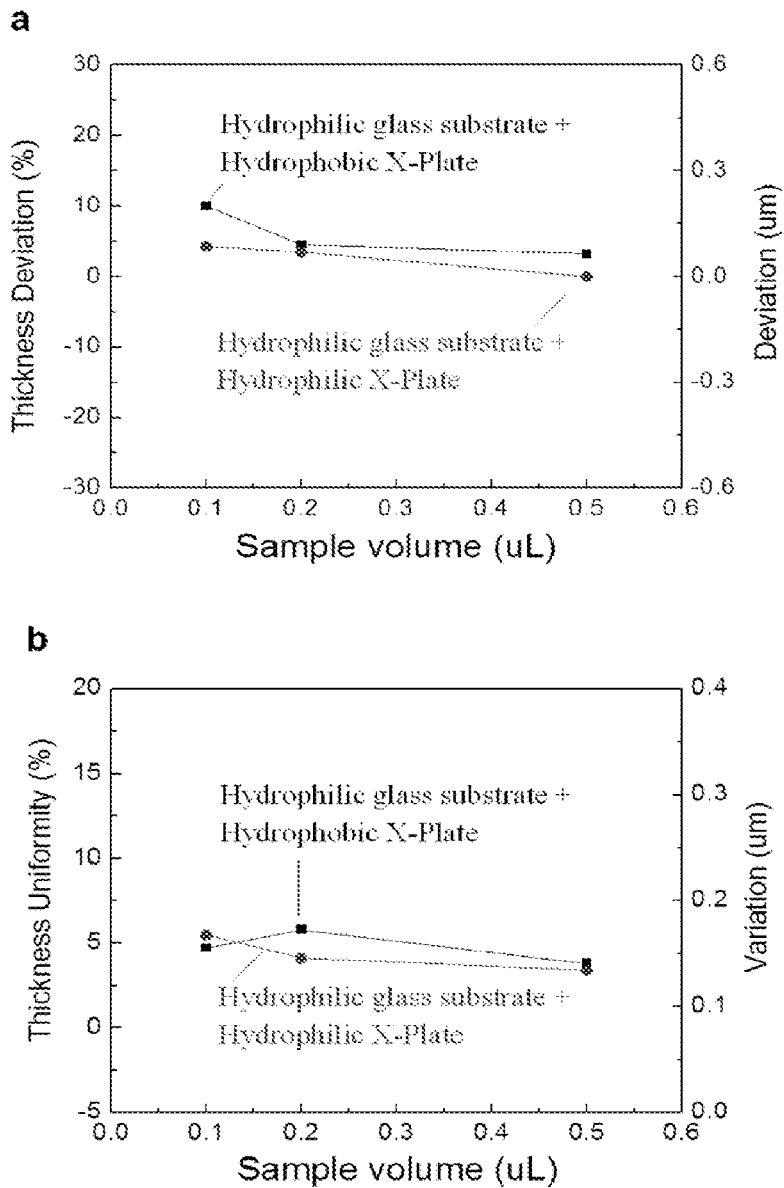 a
30
20
10
0
-10
-20
-30
Thickness Deviation (%)
Hydrophilic glass substrate +
Hydrophobic X-Plate
Hydrophilic glass substrate +
Hydrophilic X-Plate
0.6
0.3
0.0
-0.3
-0.6
Deviation (um)
0.0 0.1 0.2 0.3 0.4 0.5 0.6
Sample volume (uL)
b
20
15
10
5
0
-5
Thickness Uniformity (%)
Hydrophilic glass substrate +
Hydrophobic X-Plate
Hydrophilic glass substrate +
Hydrophilic X-Plate
0.4
0.3
0.2
0.1
0.0
Variation (um)
0.0 0.1 0.2 0.3 0.4 0.5 0.6
Sample volume (uL)